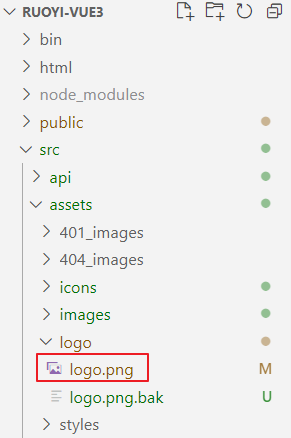 RUOYI-VUE3
bin
html
node_modules
public
src
api
assets
401_images
404_images
icons
images
logo
logo.png M
logo.png.bak U
styles